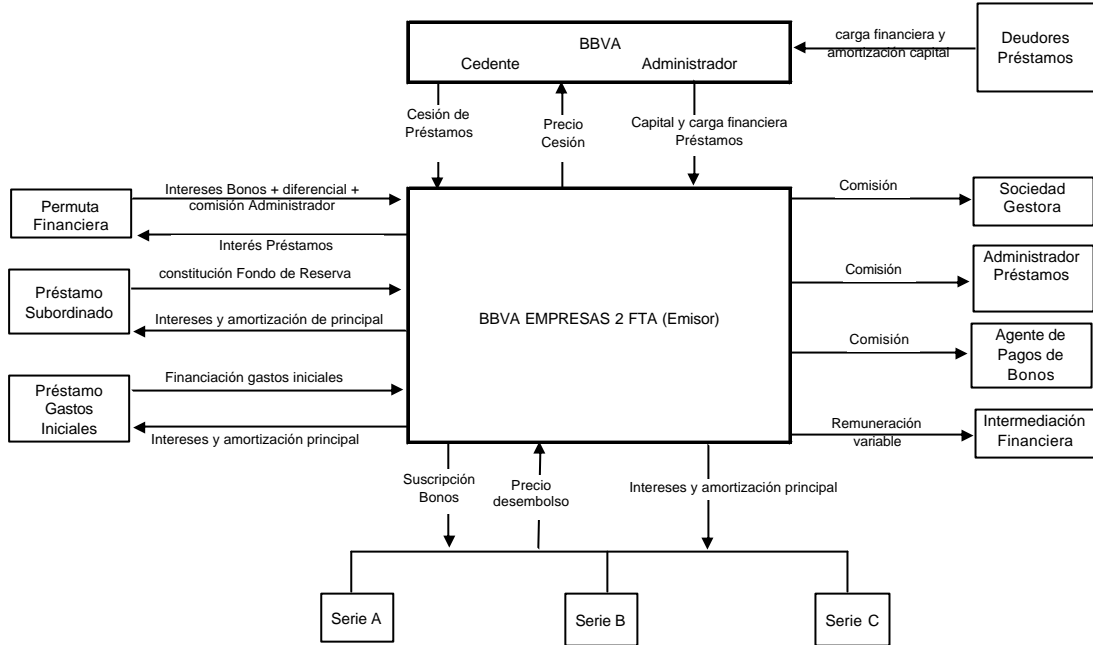 BBVA
Cedente
Administrador
carga financiera y
amortización capital
Deudores
Préstamos
Cesión de
Préstamos
Precio
Cesión
Capital y carga financiera
Préstamos
Permuta
Financiera
Intereses Bonos + diferencial +
comisión Administrador
Interés Préstamos
Préstamo
Subordinado
constitución Fondo de Reserva
Intereses y amortización de principal
Préstamo
Gastos
Iniciales
Financiación gastos iniciales
Intereses y amortización principal
BBVA EMPRESAS 2 FTA (Emisor)
Comisión
Sociedad
Gestora
Comisión
Administrador
Préstamos
Comisión
Agente de
Pagos de
Bonos
Remuneración
variable
Intermediación
Financiera
Suscripción
Bonos
Precio
desembolso
Intereses y amortización principal
Serie A
Serie B
Serie C